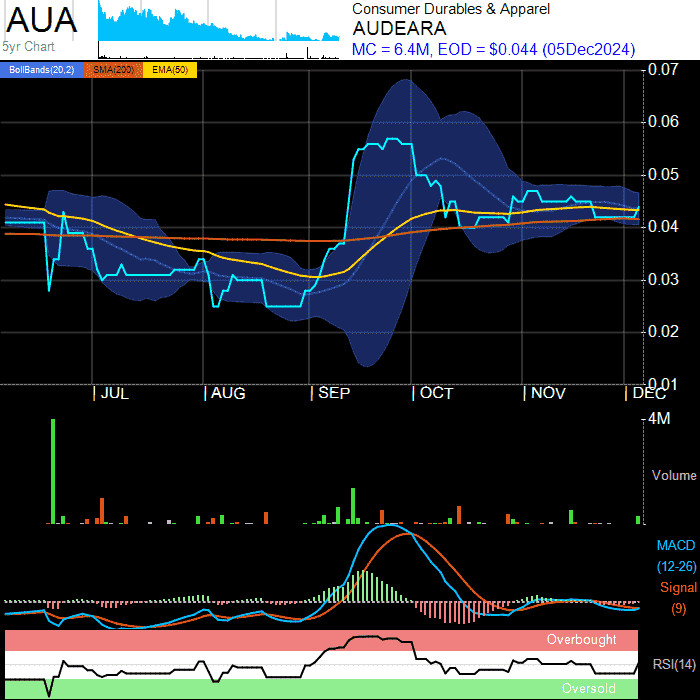 AUA
5yr Chart
Consumer Durables & Apparel
AUDEARA
MC = 6.4M, EOD = $0.044 (05Dec2024)
BollBands(20,2) SMA(200) EMA(50)
0.07
0.06
0.05
0.04
0.03
0.02
0.01
JUL AUG SEP OCT NOV DEC
4M
Volume
MACD
(12-26)
Signal
(9)
Overbought
RSI(14)
Oversold